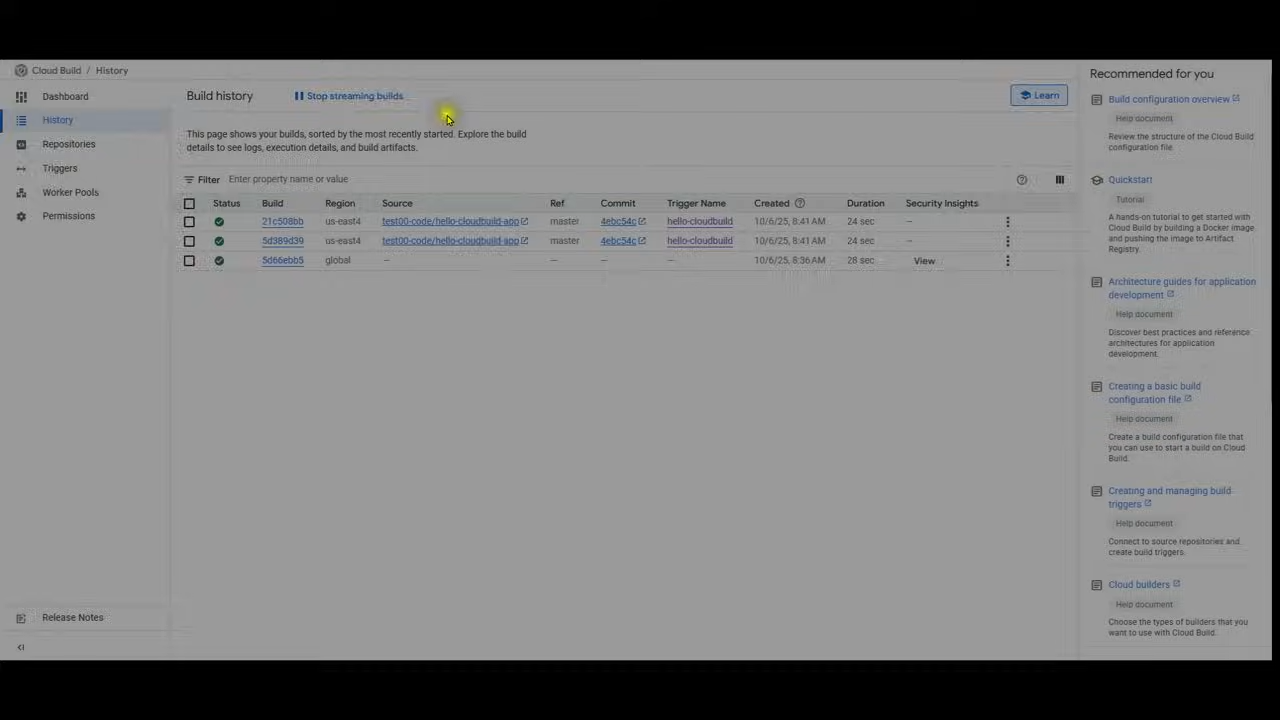 Cloud Build / History
Dashboard
History
Repositories
Triggers
Worker Pools
Permissions
Release Notes
Build history
Stop streaming builds
Learn
This page shows your builds, sorted by the most recently started. Explore the build
details to see logs, execution details, and build artifacts.
Filter Enter property name or value
Status Build Region Source Ref Commit Trigger Name Created Duration Security Insights
21c508bb us-east4 test00-code/hello-cloudbuild-app master 4ebc54c hello-cloudbuild 10/6/25, 8:41 AM 24 sec –
5d389d39 us-east4 test00-code/hello-cloudbuild-app master 4ebc54c hello-cloudbuild 10/6/25, 8:41 AM 24 sec –
5d66ebb5 global – – – – 10/6/25, 8:36 AM 28 sec View
Recommended for you
Build configuration overview
Help document
Review the structure of the Cloud Build
configuration file.
Quickstart
Tutorial
A hands-on tutorial to get started with
Cloud Build by building a Docker image
and pushing the image to Artifact
Registry.
Architecture guides for application
development
Help document
Discover best practices and reference
architectures for application
development.
Creating a basic build
configuration file
Help document
Create a build configuration file that
you can use to start a build on Cloud
Build.
Creating and managing build
triggers
Help document
Connect to source repositories and
create build triggers.
Cloud builders
Help document
Choose the types of builders that you
want to use with Cloud Build.